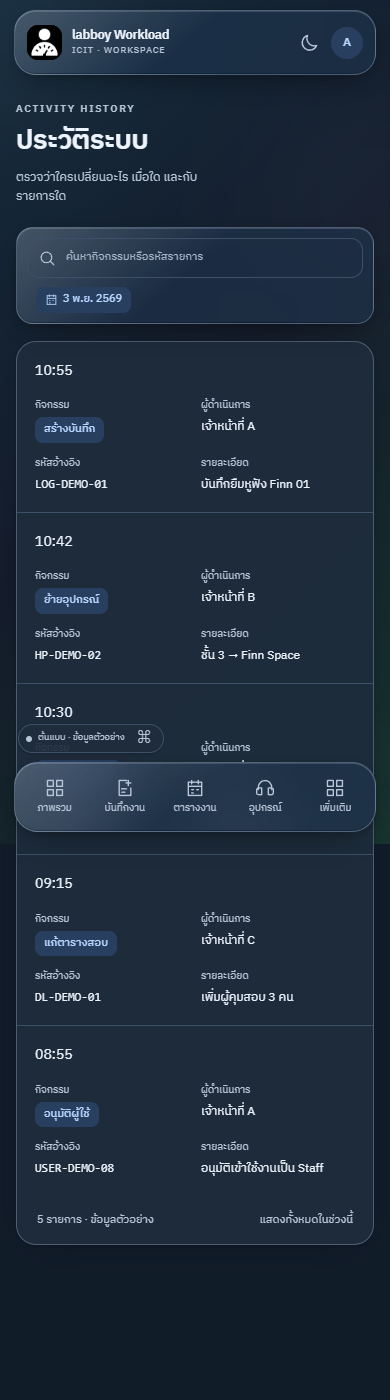 labboy Workload
ICIT · WORKSPACE
A
ACTIVITY HISTORY
ประวัติระบบ
ตรวจว่าใครเปลี่ยนอะไร เมื่อใด และกับ
รายการใด
ค้นหากิจกรรมหรือรหัสรายการ
3 พ.ย. 2569
10:55
กิจกรรม
ผู้ดำเนินการ
สร้างบันทึก
เจ้าหน้าที่ A
รหัสอ้างอิง
รายละเอียด
LOG-DEMO-01
บันทึกยืมหูฟัง Finn 01
10:42
กิจกรรม
ผู้ดำเนินการ
ย้ายอุปกรณ์
เจ้าหน้าที่ B
รหัสอ้างอิง
รายละเอียด
HP-DEMO-02
ชั้น 3 → Finn Space
10:30
ต้นแบบ · ข้อมูลตัวอย่าง
ผู้ดำเนินการ
ภาพรวม
บันทึกงาน
ตารางงาน
อุปกรณ์
เพิ่มเติม
09:15
กิจกรรม
ผู้ดำเนินการ
แก้ตารางสอบ
เจ้าหน้าที่ C
รหัสอ้างอิง
รายละเอียด
DL-DEMO-01
เพิ่มผู้คุมสอบ 3 คน
08:55
กิจกรรม
ผู้ดำเนินการ
อนุมัติผู้ใช้
เจ้าหน้าที่ A
รหัสอ้างอิง
รายละเอียด
USER-DEMO-08
อนุมัติเข้าใช้งานเป็น Staff
5 รายการ · ข้อมูลตัวอย่าง
แสดงทั้งหมดในช่วงนี้